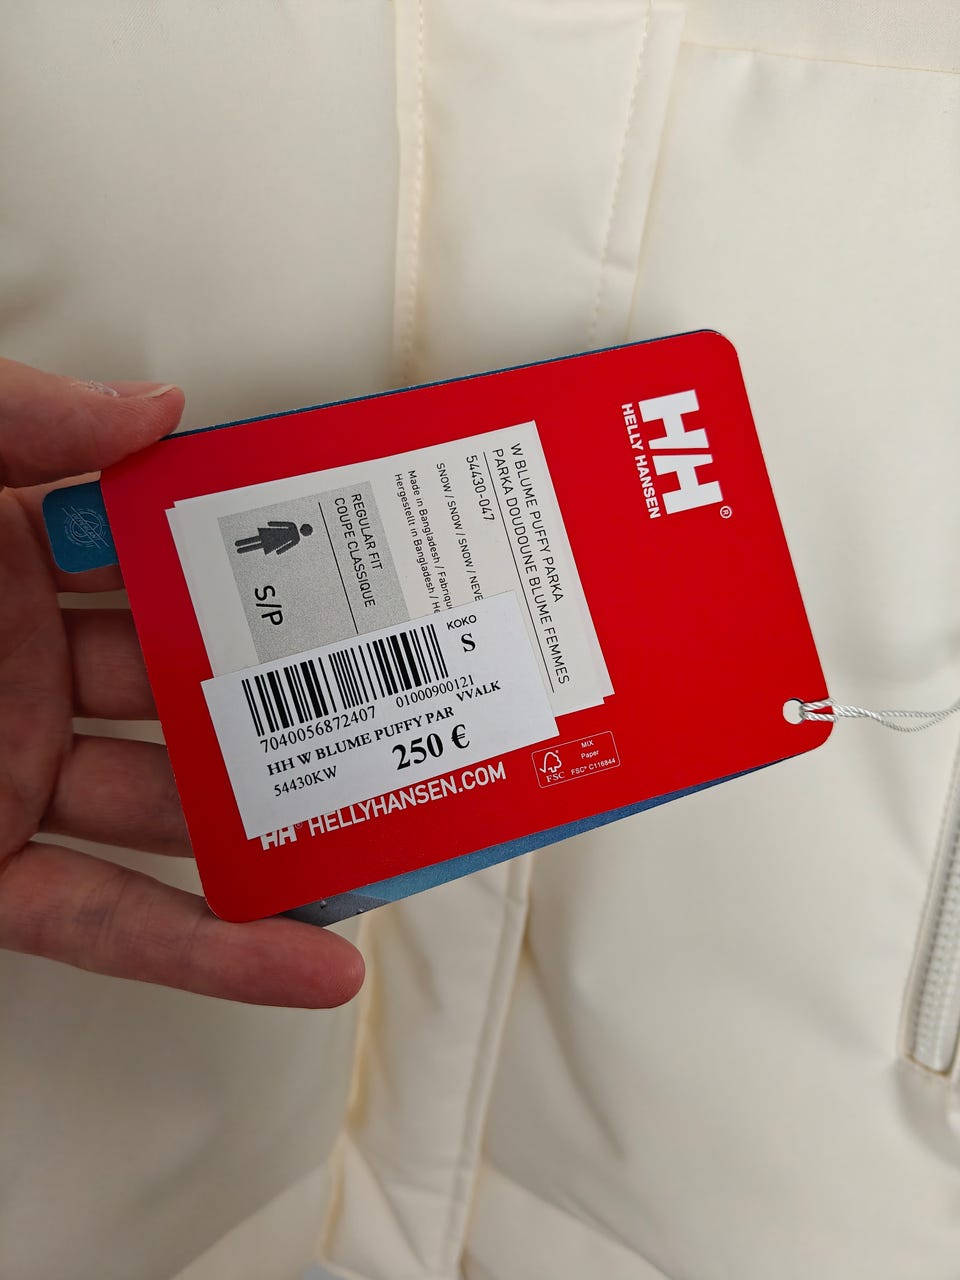 HH®
HELLY HANSEN
W BLUME PUFFY PARKA
PARKA DOUDOUNE BLUME FEMMES
54430-047
SNOW / SNOW / SNOW / NEVE
Made in Bangladesh / Fabriqu
Hergestellt in Bangladesh / He
REGULAR FIT
COUPE CLASSIQUE
S/P
KOKO
S
7040056872407 01000900121
HH W BLUME PUFFY PAR VVALK
54430KW
250 €
HH® HELLYHANSEN.COM
FSC
MIX
Paper
FSC® C116844